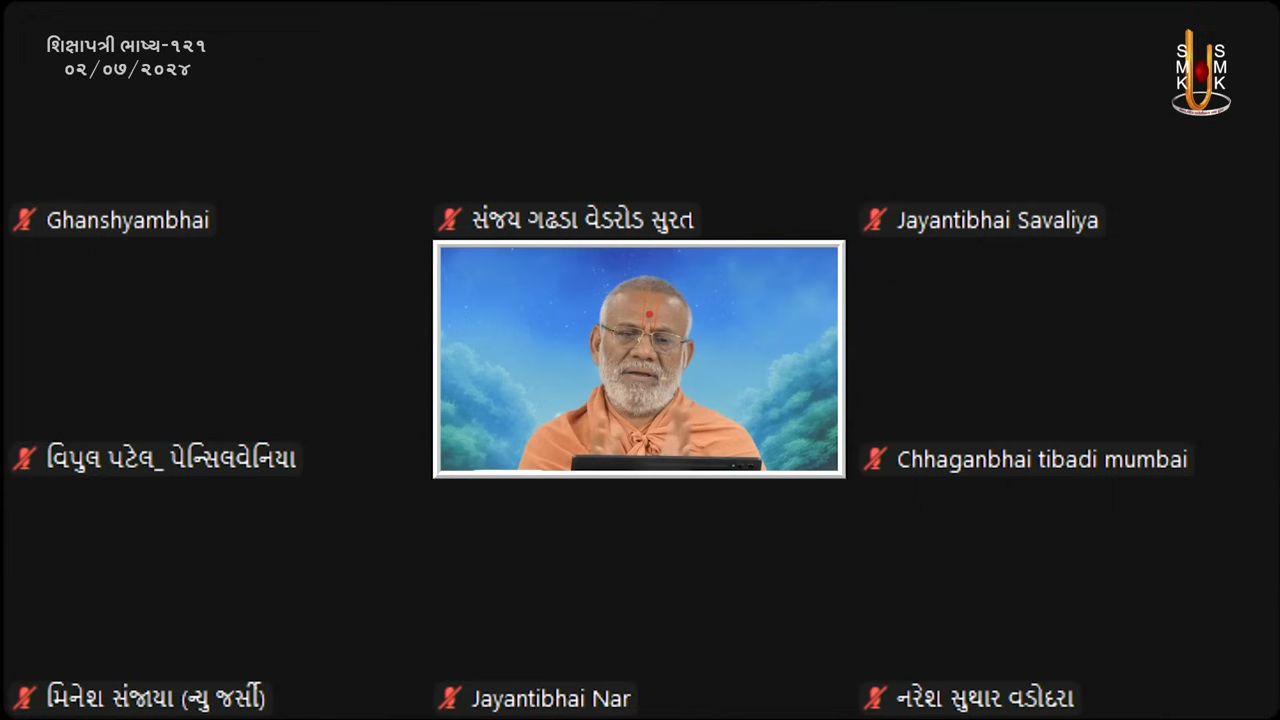 શિક્ષાપત્રી ભાષ્ય-૧૨૧
૦૨/૦૭/૨૦૨૪
S S
M M
K K
Ghanshyambhai
સંજય ગઢડા વેડરોડ સુરત
Jayantibhai Savaliya
વિપુલ પટેલ_ પેન્સિલવેનિયા
Chhaganbhai tibadi mumbai
મિનેશ સંજાયા (ન્યુ જર્સી)
Jayantibhai Nar
નરેશ સુથાર વડોદરા